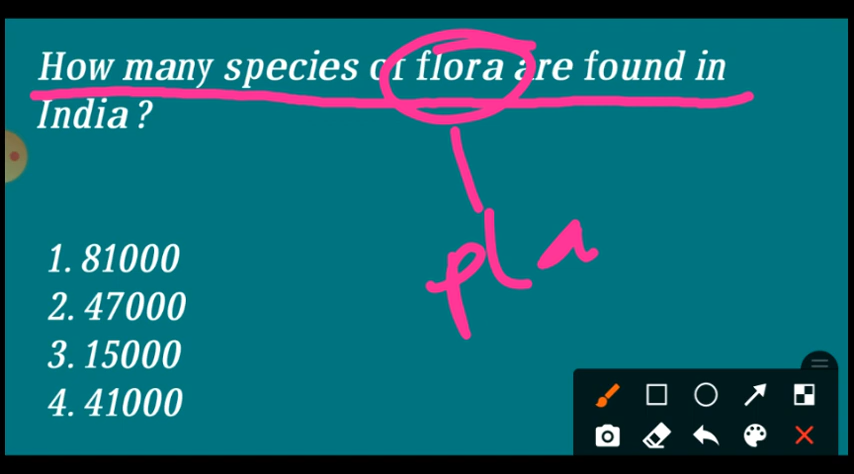 How many species of flora are found in
India ?
pla
1. 81000
2. 47000
3. 15000
4. 41000